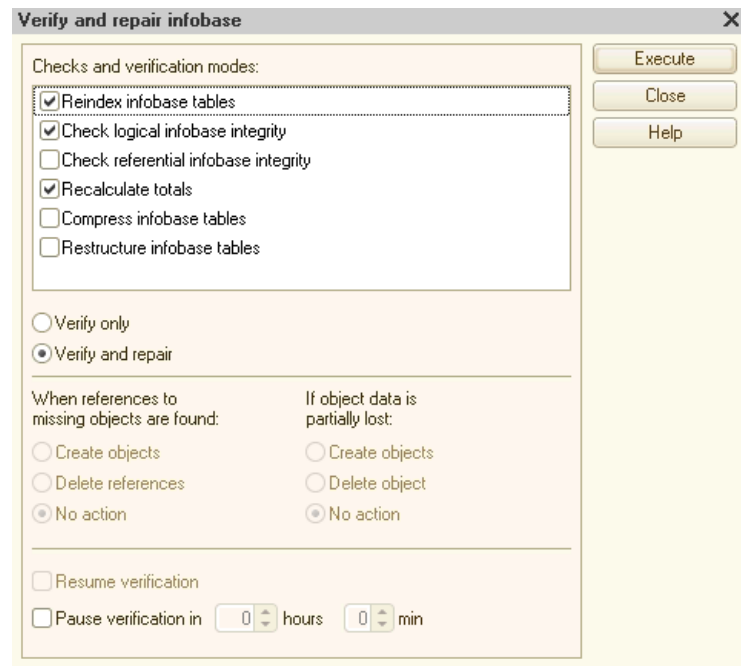 Verify and repair infobase
Checks and verification modes:
Reindex infobase tables
Check logical infobase integrity
Check referential infobase integrity
Recalculate totals
Compress infobase tables
Restructure infobase tables
Verify only
Verify and repair
When references to
missing objects are found:
Create objects
Delete references
No action
If object data is
partially lost:
Create objects
Delete object
No action
Resume verification
Pause verification in 0 hours 0 min
Execute
Close
Help